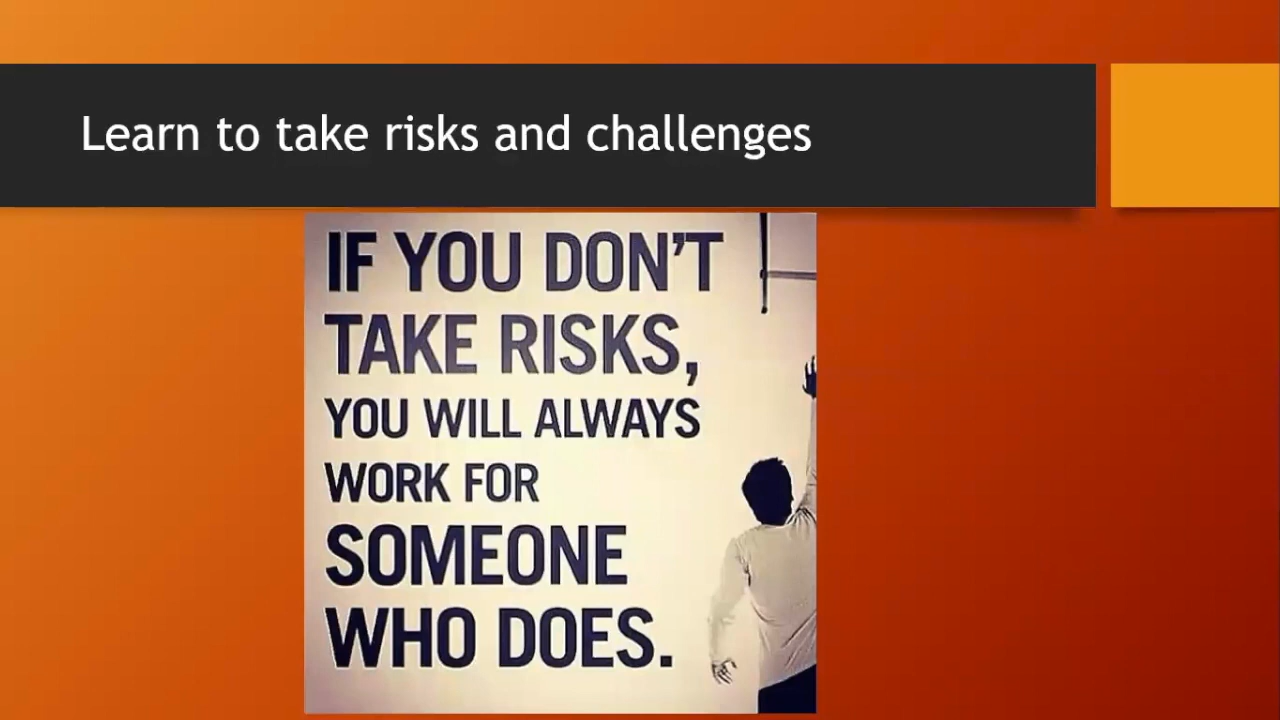 Learn to take risks and challenges
IF YOU DON'T
TAKE RISKS,
YOU WILL ALWAYS
WORK FOR
SOMEONE
WHO DOES.